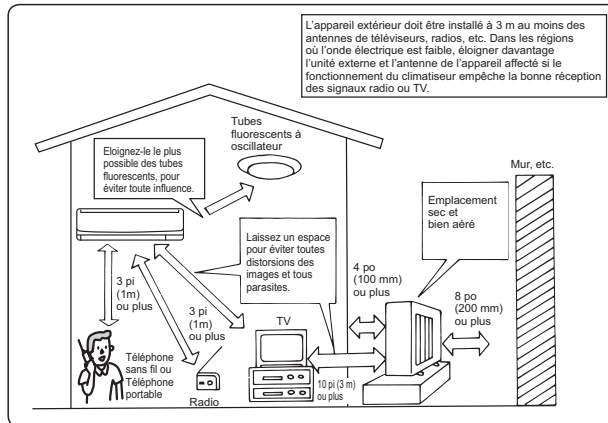 L'appareil extérieur doit être installé à 3 m au moins des
antennes de téléviseurs, radios, etc. Dans les régions
où l'onde électrique est faible, éloigner davantage
l'unité externe et l'antenne de l'appareil affecté si le
fonctionnement du climatiseur empêche la bonne réception
des signaux radio ou TV.
Tubes
fluorescents à
oscillateur
Eloignez-le le plus
possible des tubes
fluorescents, pour
éviter toute influence.
Mur, etc.
Emplacement
sec et
bien aéré
Laissez un espace
pour éviter toutes
distorsions des
images et tous
parasites.
4 po
(100 mm)
ou plus
8 po
(200 mm)
ou plus
3 pi
(1m)
ou plus
3 pi
(1m)
ou plus
TV
Téléphone
sans fil ou
Téléphone
portable
Radio
10 pi (3 m)
ou plus